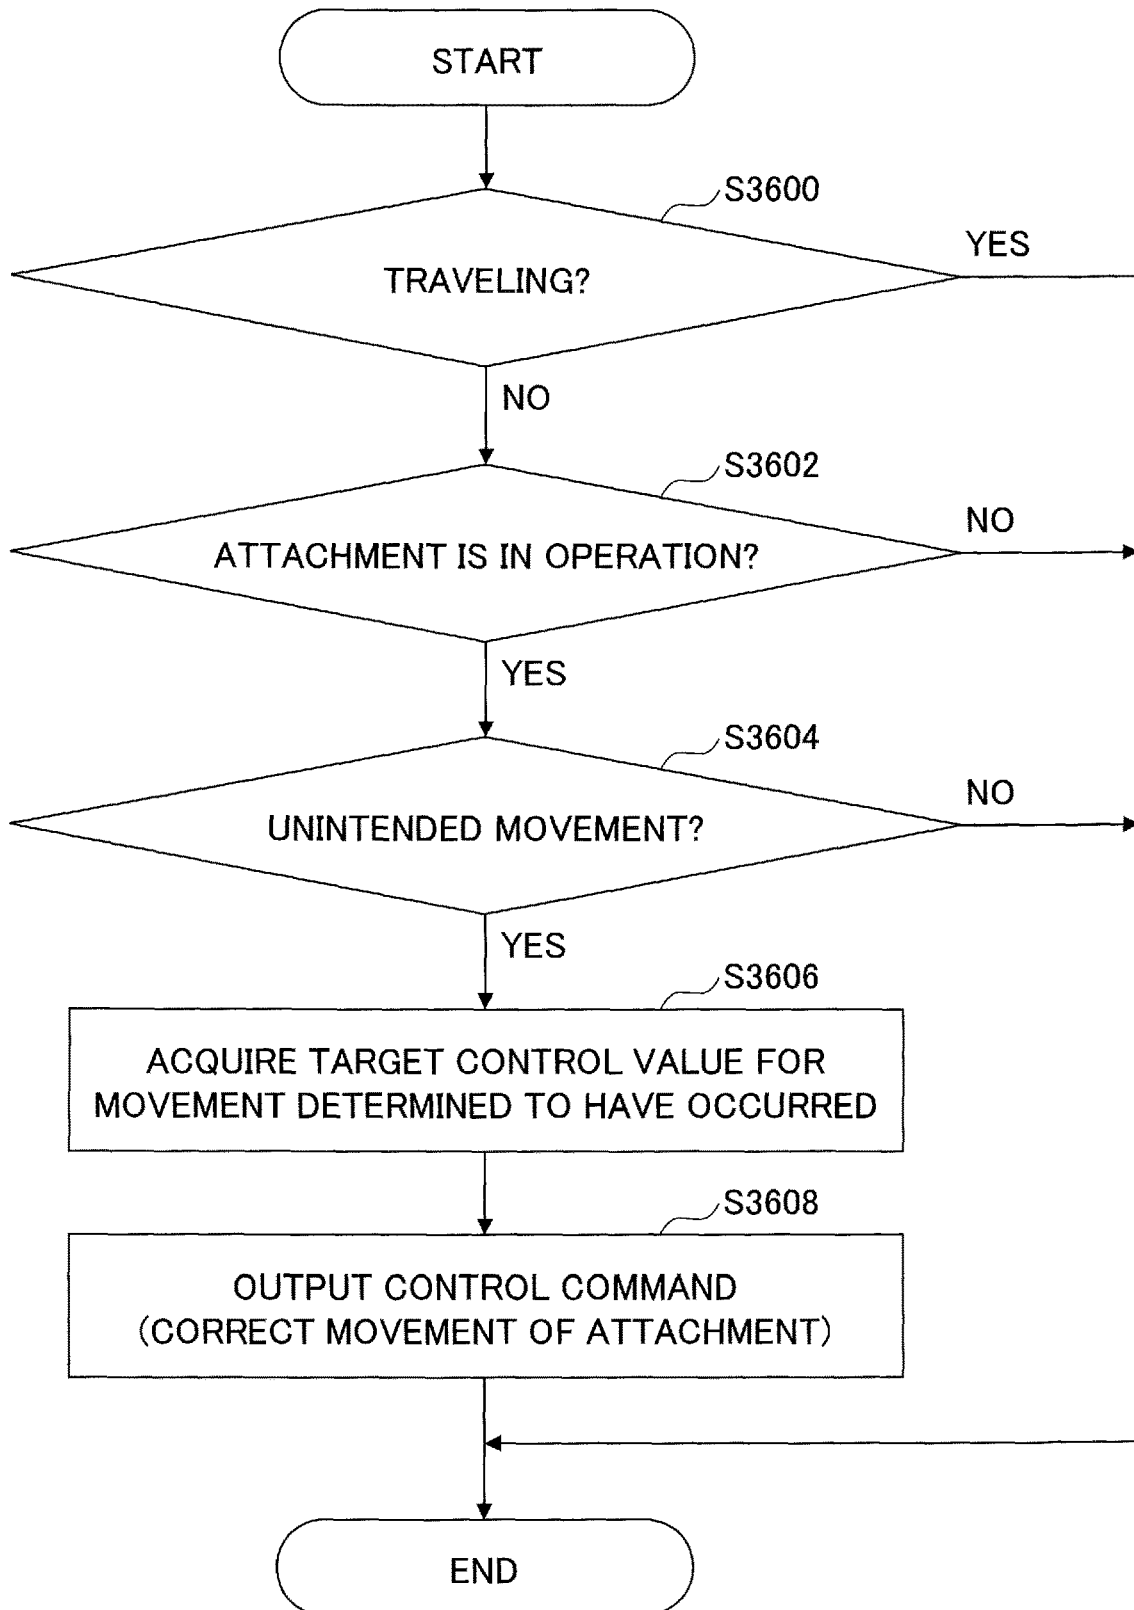 START
S3600
YES
TRAVELING?
NO
S3602
NO
ATTACHMENT IS IN OPERATION?
YES
S3604
NO
UNINTENDED MOVEMENT?
YES
S3606
ACQUIRE TARGET CONTROL VALUE FOR
MOVEMENT DETERMINED TO HAVE OCCURRED
S3608
OUTPUT CONTROL COMMAND
(CORRECT MOVEMENT OF ATTACHMENT)
END